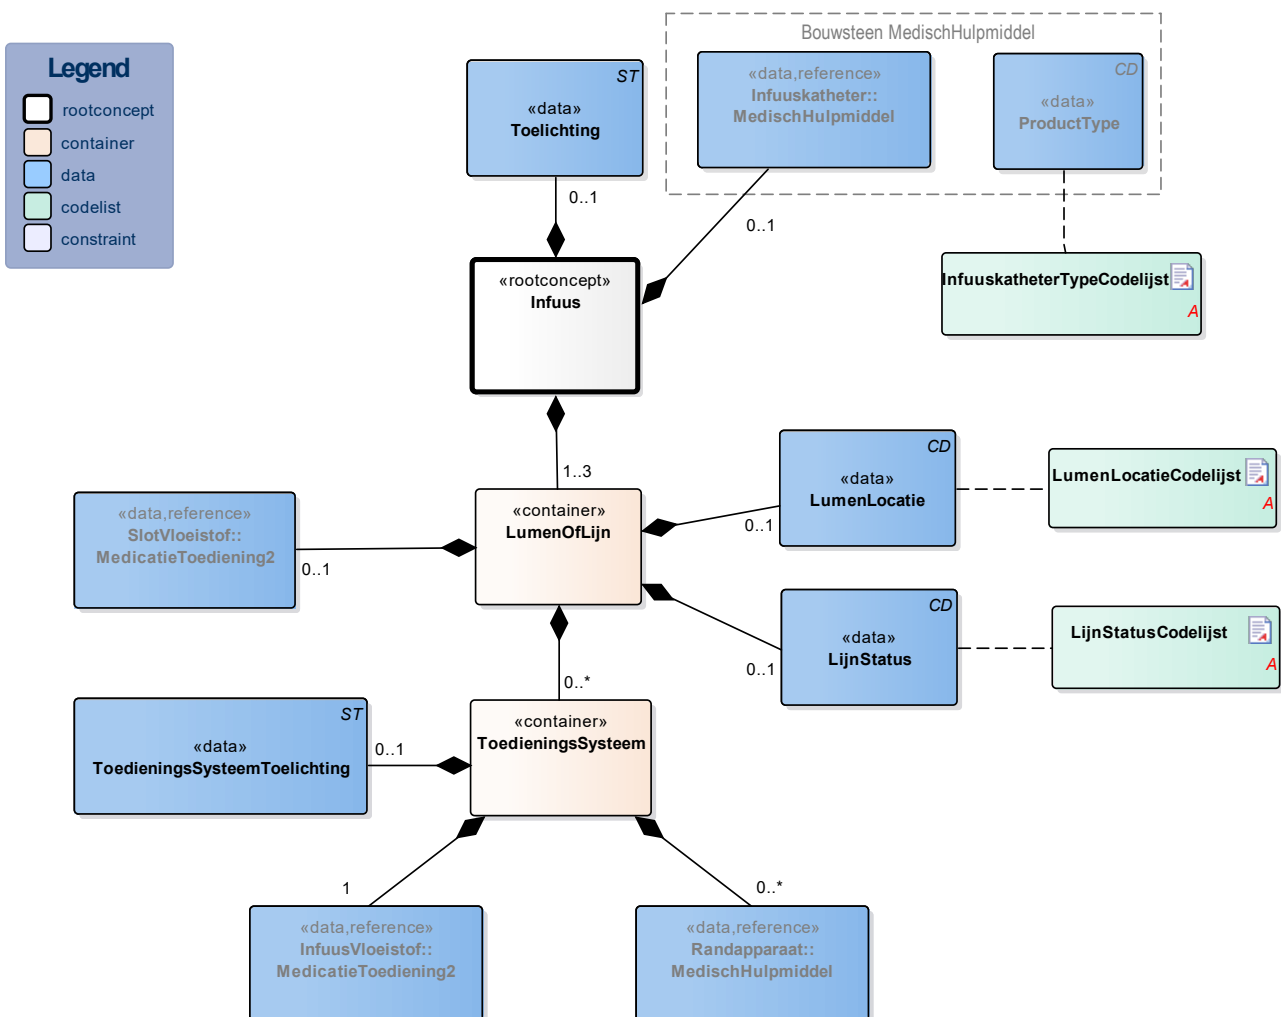 Legend
rootconcept
container
data
codelist
constraint
Bouwsteen MedischHulpmiddel
ST
«data»
Toelichting
«data,reference»
Infuuskatheter::
MedischHulpmiddel
CD
«data»
ProductType
0..1
0..1
«rootconcept»
Infuus
InfuuskatheterTypeCodelijst
A
1..3
CD
«data»
LumenLocatie
LumenLocatieCodelijst
A
«data,reference»
SlotVloeistof::
MedicatieToediening2
«container»
LumenOfLijn
0..1
0..1
CD
«data»
LijnStatus
LijnStatusCodelijst
A
0..1
0..*
ST
«data»
ToedieningsSysteemToelichting
0..1
«container»
ToedieningsSysteem
1
0..*
«data,reference»
InfuusVloeistof::
MedicatieToediening2
«data,reference»
Randapparaat::
MedischHulpmiddel